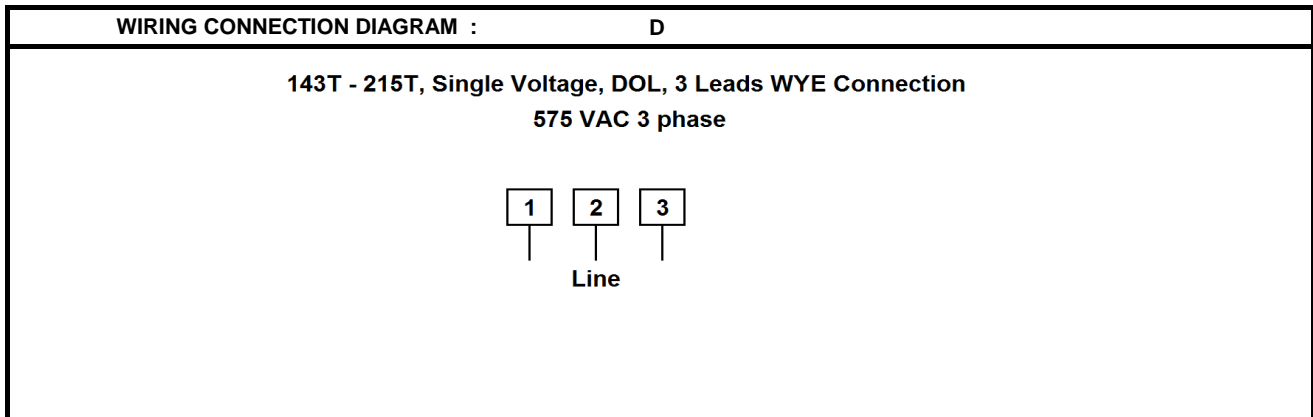 WIRING CONNECTION DIAGRAM : D
143T - 215T, Single Voltage, DOL, 3 Leads WYE Connection
575 VAC 3 phase
1 2 3
Line